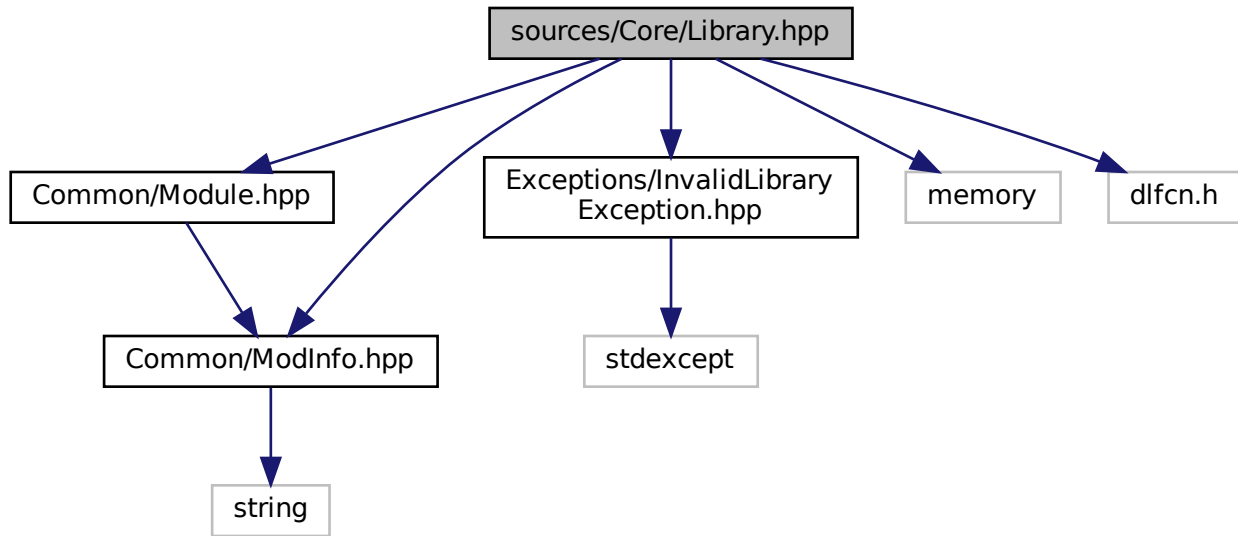 sources/Core/Library.hpp
Common/Module.hpp
Exceptions/InvalidLibrary
Exception.hpp
memory
dlfcn.h
Common/ModInfo.hpp
stdexcept
string